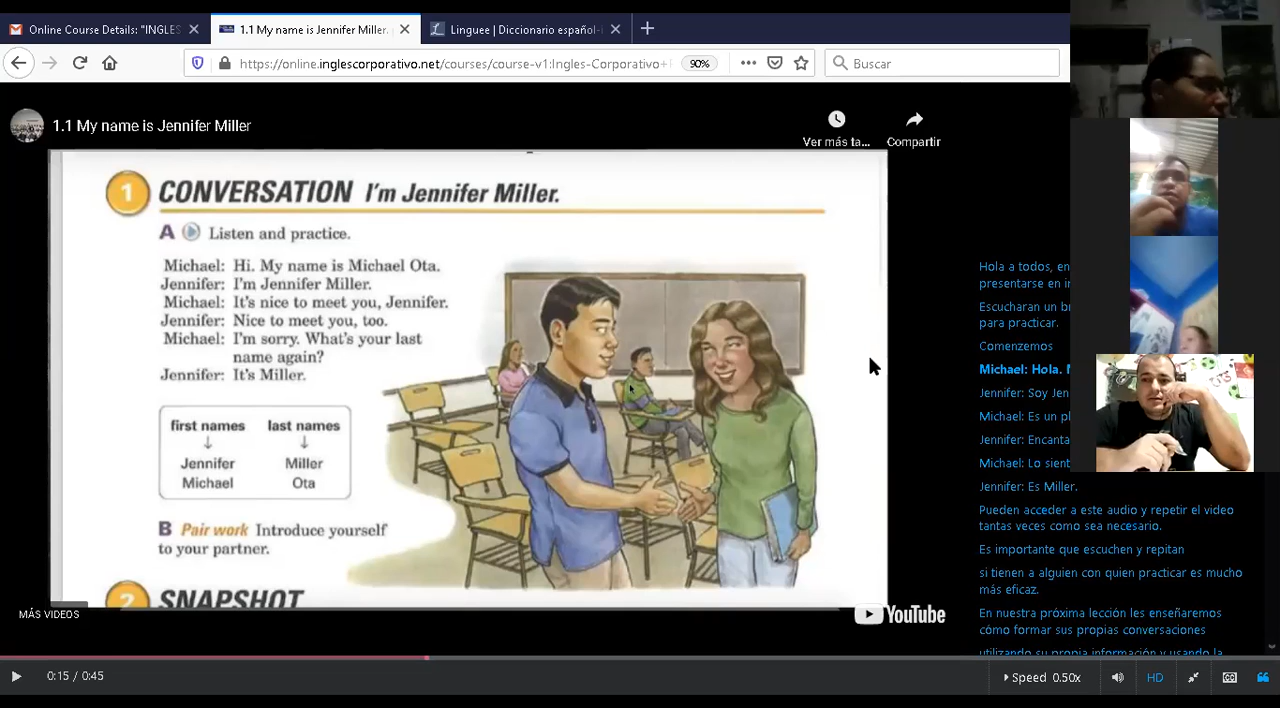 Online Course Details: "INGLES
1.1 My name is Jennifer Miller.
Linguee | Diccionario español-
https://online.inglescorporativo.net/courses/course-v1:Ingles-Corporativo+
90%
Buscar
1.1 My name is Jennifer Miller
Ver más ta...
Compartir
1 CONVERSATION I'm Jennifer Miller.
A Listen and practice.
Michael: Hi. My name is Michael Ota.
Jennifer: I'm Jennifer Miller.
Michael: It's nice to meet you, Jennifer.
Jennifer: Nice to meet you, too.
Michael: I'm sorry. What's your last
name again?
Jennifer: It's Miller.
first names last names
Jennifer Miller
Michael Ota
B Pair work Introduce yourself
to your partner.
2 SNAPSHOT
MÁS VIDEOS
YouTube
Hola a todos, en
presentarse en in
Escucharan un br
para practicar.
Comenzemos
Michael: Hola. M
Jennifer: Soy Jen
Michael: Es un pl
Jennifer: Encanta
Michael: Lo sient
Jennifer: Es Miller.
Pueden acceder a este audio y repetir el video
tantas veces como sea necesario.
Es importante que escuchen y repitan
si tienen a alguien con quien practicar es mucho
más eficaz.
En nuestra próxima lección les enseñaremos
cómo formar sus propias conversaciones
utilizando su propia información y usando la
0:15 / 0:45
Speed 0.50x
HD